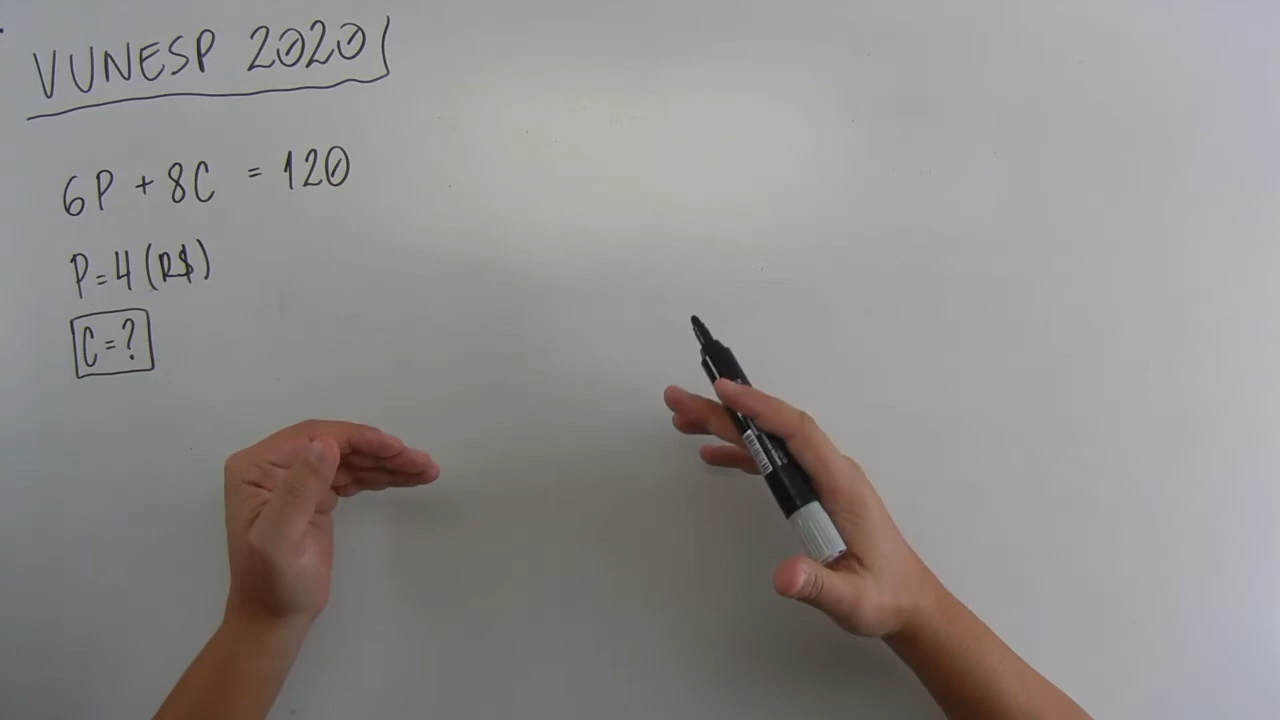 VUNESP 2020
6P + 8C = 120
P = 4 (R$)
C = ?